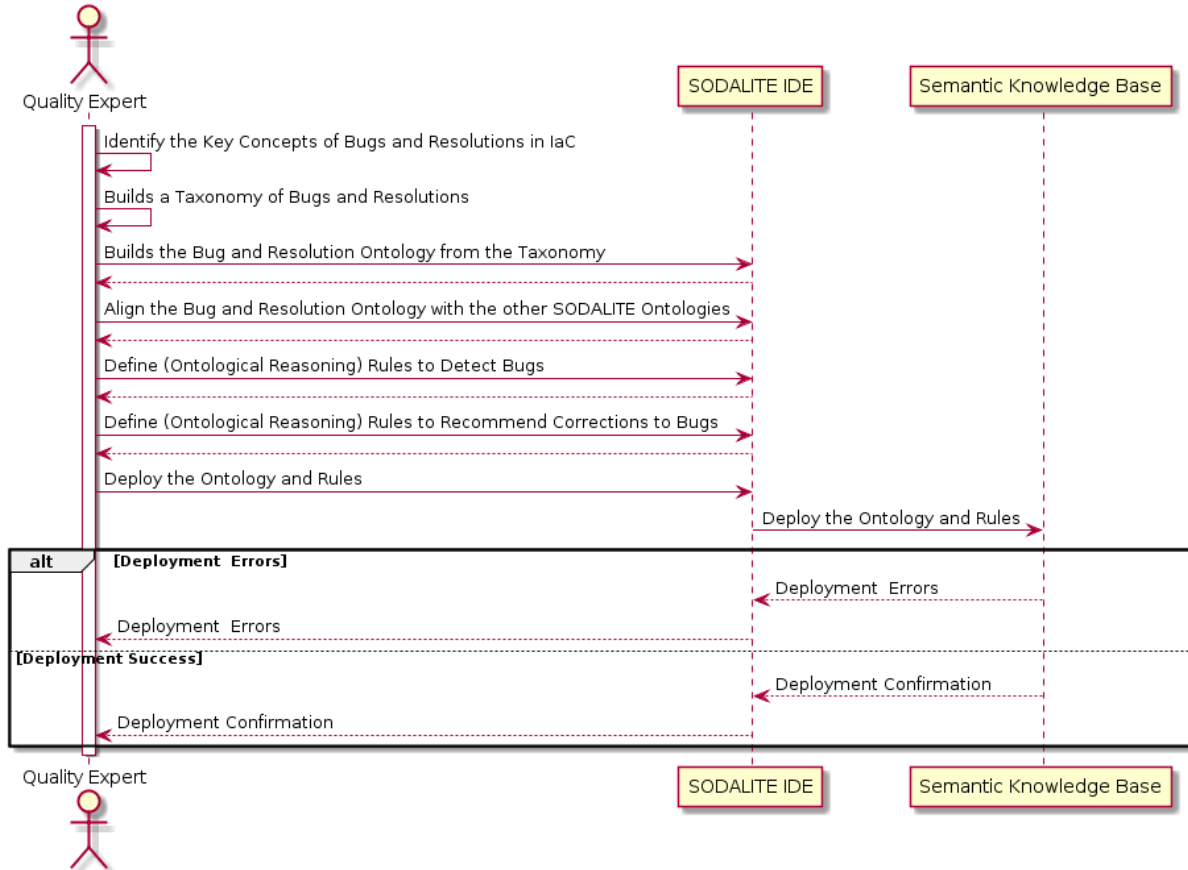 Quality Expert
SODALITE IDE
Semantic Knowledge Base
Identify the Key Concepts of Bugs and Resolutions in IaC
Builds a Taxonomy of Bugs and Resolutions
Builds the Bug and Resolution Ontology from the Taxonomy
Align the Bug and Resolution Ontology with the other SODALITE Ontologies
Define (Ontological Reasoning) Rules to Detect Bugs
Define (Ontological Reasoning) Rules to Recommend Corrections to Bugs
Deploy the Ontology and Rules
Deploy the Ontology and Rules
alt
[Deployment  Errors]
Deployment  Errors
Deployment  Errors
[Deployment Success]
Deployment Confirmation
Deployment Confirmation
Quality Expert
SODALITE IDE
Semantic Knowledge Base